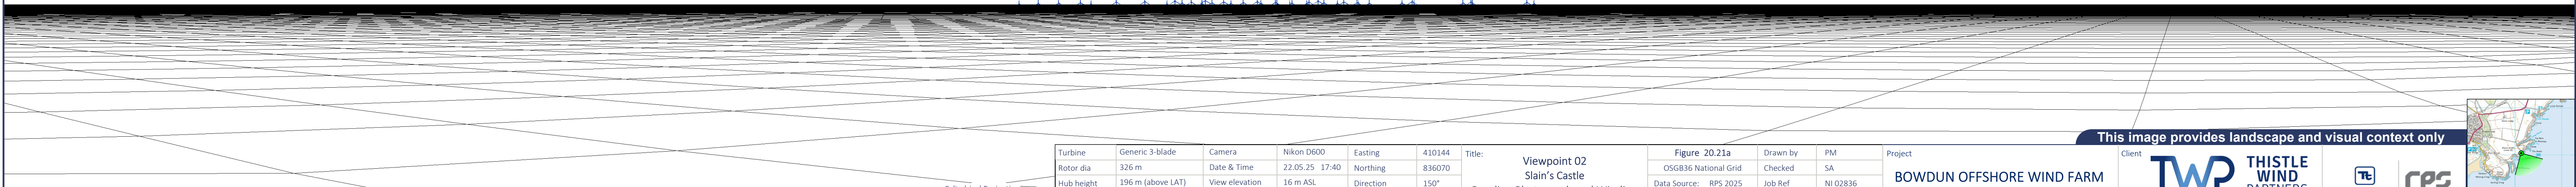 This image provides landscape and visual context only
Turbine Generic 3-blade Camera Nikon D600 Easting 410144 Title: Viewpoint 02 Figure 20.21a Drawn by PM Project Client
Rotor dia 326 m Date & Time 22.05.25 17:40 Northing 836070 Slain's Castle OSGB36 National Grid Checked SA BOWDUN OFFSHORE WIND FARM TWP THISTLE
Hub height 196 m (above LAT) View elevation 16 m ASL Direction 150° Data Source: RPS 2025 Job Ref NI 02836 WIND
PARTNERS
rps